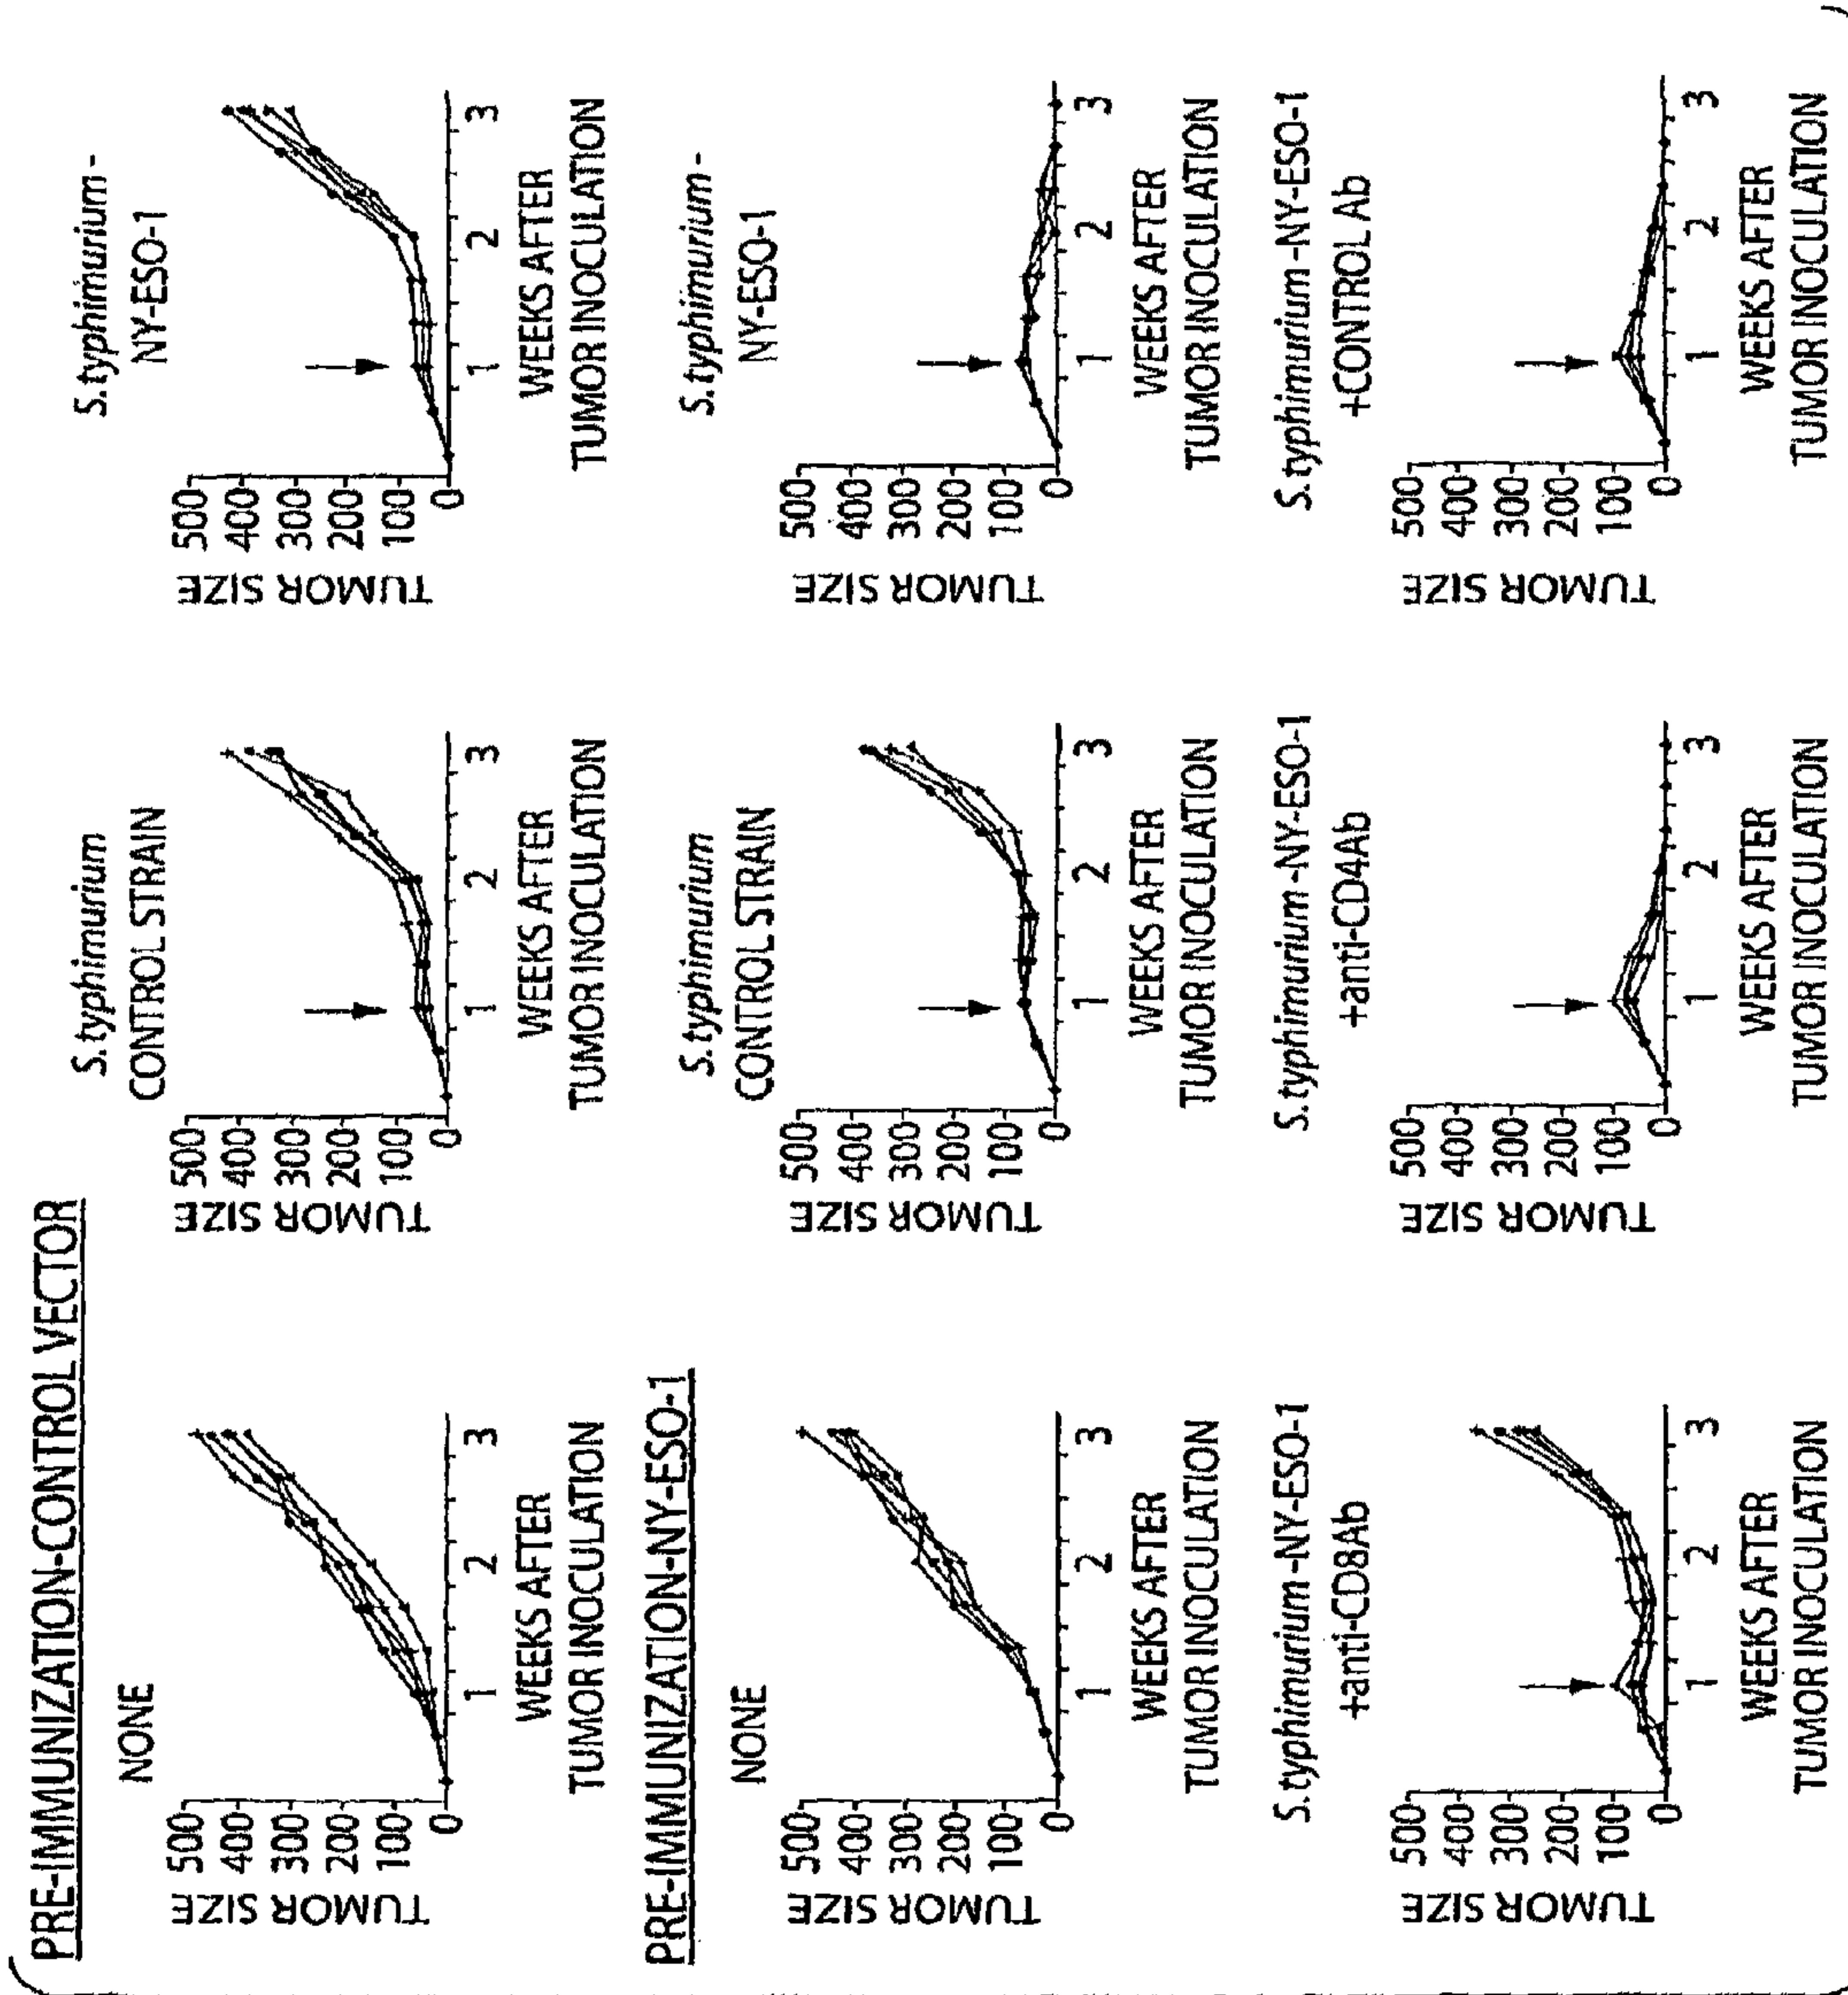 PRE-IMMUNIZATION-CONTROL VECTOR
NONE
TUMOR SIZE
500
400
300
200
100
0
1
2
3
WEEKS AFTER
TUMOR INOCULATION
S.typhimurium
CONTROL STRAIN
TUMOR SIZE
500
400
300
200
100
0
1
2
3
WEEKS AFTER
TUMOR INOCULATION
S.typhimurium -
NY-ESO-1
TUMOR SIZE
500
400
300
200
100
0
1
2
3
WEEKS AFTER
TUMOR INOCULATION
PRE-IMMUNIZATION-NY-ESO-1
NONE
TUMOR SIZE
500
400
300
200
100
0
1
2
3
WEEKS AFTER
TUMOR INOCULATION
S.typhimurium
CONTROL STRAIN
TUMOR SIZE
500
400
300
200
100
0
1
2
3
WEEKS AFTER
TUMOR INOCULATION
S.typhimurium -
NY-ESO-1
TUMOR SIZE
500
400
300
200
100
0
1
2
3
WEEKS AFTER
TUMOR INOCULATION
S.typhimurium -NY-ESO-1
+anti-CD8Ab
TUMOR SIZE
500
400
300
200
100
0
1
2
3
WEEKS AFTER
TUMOR INOCULATION
S.typhimurium -NY-ESO-1
+anti-CD4Ab
TUMOR SIZE
500
400
300
200
100
0
1
2
3
WEEKS AFTER
TUMOR INOCULATION
S.typhimurium -NY-ESO-1
+CONTROL Ab
TUMOR SIZE
500
400
300
200
100
0
1
2
3
WEEKS AFTER
TUMOR INOCULATION